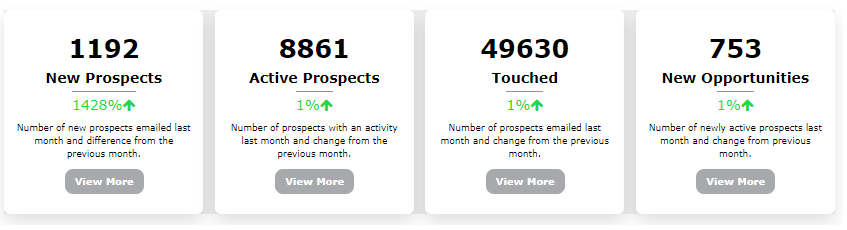 1192
New Prospects
1428%
Number of new prospects emailed last
month and difference from the
previous month.
View More
8861
Active Prospects
1%
Number of prospects with an activity
last month and change from the
previous month.
View More
49630
Touched
1%
Number of prospects emailed last
month and change from the previous
month.
View More
753
New Opportunities
1%
Number of newly active prospects last
month and change from previous
month.
View More